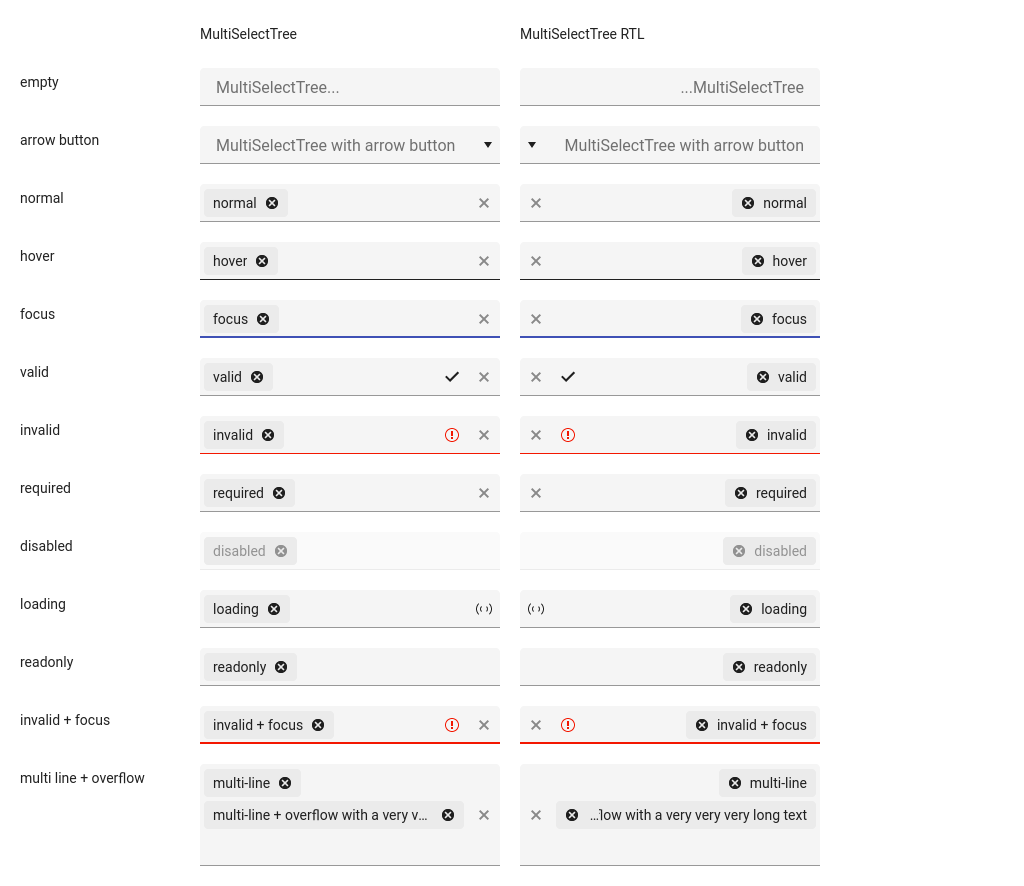 MultiSelectTree MultiSelectTree RTL
empty MultiSelectTree... ...MultiSelectTree
arrow button MultiSelectTree with arrow button MultiSelectTree with arrow button
normal normal normal
hover hover hover
focus focus focus
valid valid valid
invalid invalid invalid
required required required
disabled disabled disabled
loading loading loading
readonly readonly readonly
invalid + focus invalid + focus invalid + focus
multi line + overflow multi-line multi-line
multi-line + overflow with a very v... ...low with a very very very long text